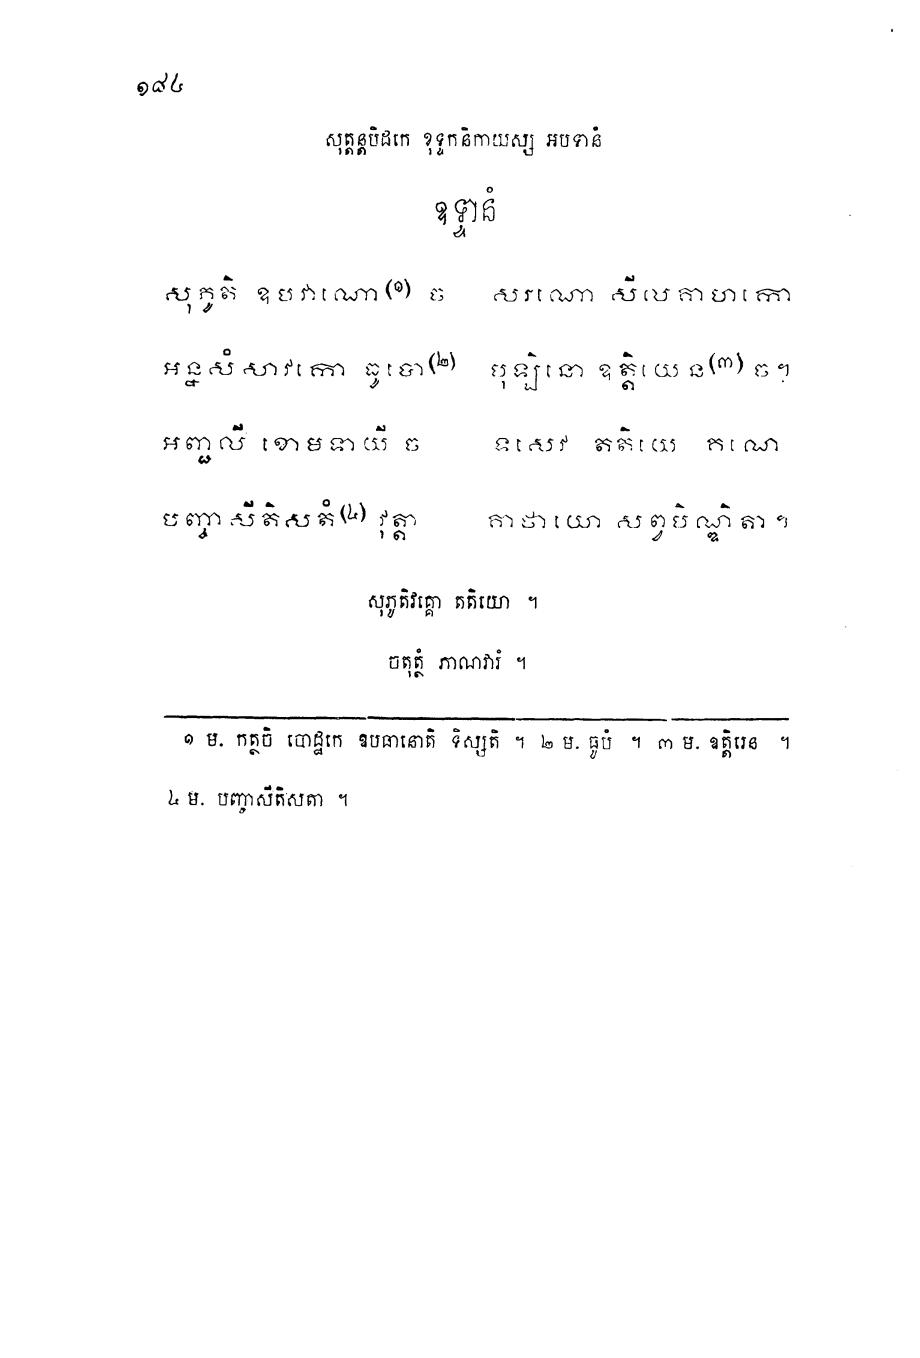 ១៨៤
សុត្តន្តបិដកេ ខុទ្ទកនិកាយស្ស អបទានំ
ឧទ្ទានំ
សុភូតិ ឧបវាណោ(១) ច សរណោ សីលគាហកោ
អន្នសំសាវកោ ធូបោ(២) បុឡិនោ ឧត្តិយេន(៣) ច។
អញ្ជលី ខោមទាយី ច ទសេវ តតិយេ គណេ
បញ្ចាសីតិសតំ(៤) វុត្តា គាថាយោ សព្វបិណ្ឌិតា។
សុភូតិវគ្គោ តតិយោ ។
ចតុត្ថំ ភាណវារំ ។
១ ម. កត្ថចិ បោដ្ឋកេ ឧបធានោតិ ទិស្សតិ ។ ២ ម. ធូបំ ។ ៣ ម. ឧត្តិរេន ។
៤ ម. បញ្ចាសីតិសតា ។